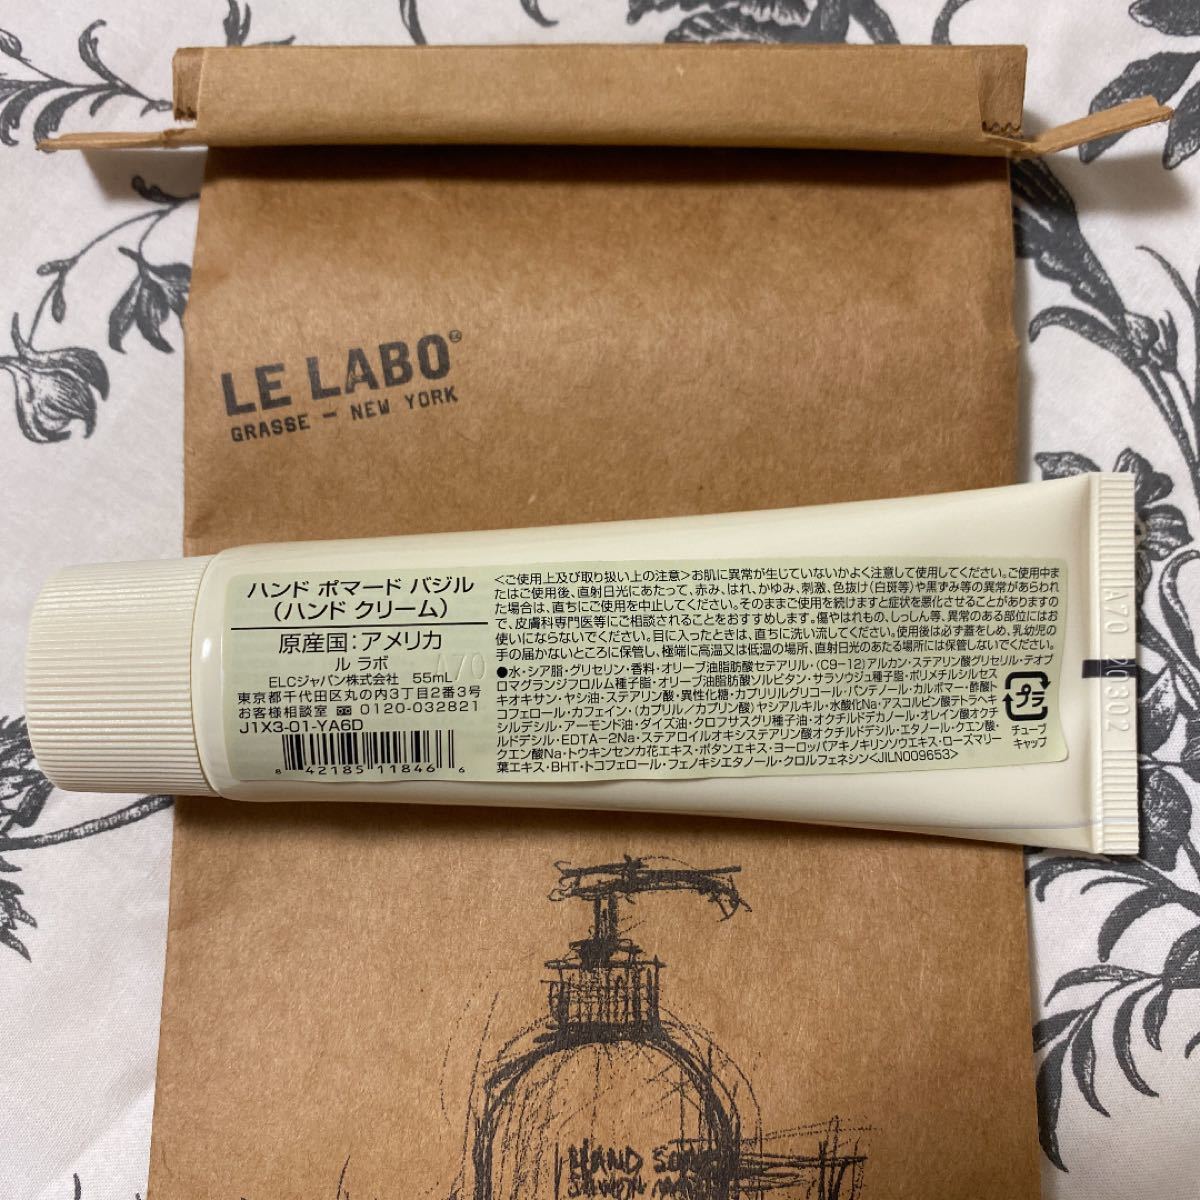 LE LABO
GRASSE — NEW YORK
ハンド ポマード バジル
(ハンド クリーム)
原産国:アメリカ
ル ラボ
ELCジャパン株式会社 55mL
東京都千代田区丸の内3丁目2番3号
お客様相談室 0120-032821
J1X3-01-YA6D
8 42185 11846 6
A70
<ご使用上及び取り扱い上の注意>お肌に異常が生じていないかよく注意して使用してください。ご使用中ま
たはご使用後、直射日光にあたって、赤み、はれ、かゆみ、刺激、色抜け(白斑等)や黒ずみ等の異常があらわれ
た場合は、直ちにご使用を中止してください。そのままご使用を続けますと症状を悪化させることがありますの
で、皮膚科専門医等にご相談されることをおすすめします。傷やはれもの、しっしん等、異常のある部位にはお
使いにならないでください。目に入ったときは、直ちに洗い流してください。使用後は必ず蓋をしめ、乳幼児の
手の届かないところに保管し、極端に高温又は低温の場所、直射日光のあたる場所には保管しないでください。
●水・シア脂・グリセリン・香料・オリーブ油脂肪酸セテアリル・(C9-12)アルカン・ステアリン酸グリセリル・テオブ
ロマグランジフロルム種子脂・オリーブ油脂肪酸ソルビタン・サラソウジュ種子脂・ポリメチルシルセス
キオキサン・ヤシ油・ステアリン酸・異性化糖・カプリリルグリコール・パンテノール・カルボマー・酢酸ト
コフェロール・カフェイン・(カプリル/カプリン酸)ヤシアルキル・水酸化Na・アスコルビン酸テトラヘキ
シルデシル・アーモンド油・ダイズ油・クロフサスグリ種子油・オクチルドデカノール・オレイン酸オクチ
ルドデシル・EDTA-2Na・ステアロイルオキシステアリン酸オクチルドデシル・エタノール・クエン酸・
クエン酸Na・トウキンセンカ花エキス・ボタンエキス・ヨーロッパアキノキリンソウエキス・ローズマリー
葉エキス・BHT・トコフェロール・フェノキシエタノール・クロルフェネシン<JILN009653>
プラ
チューブ
キャップ
A70 20302
HAND SOAP